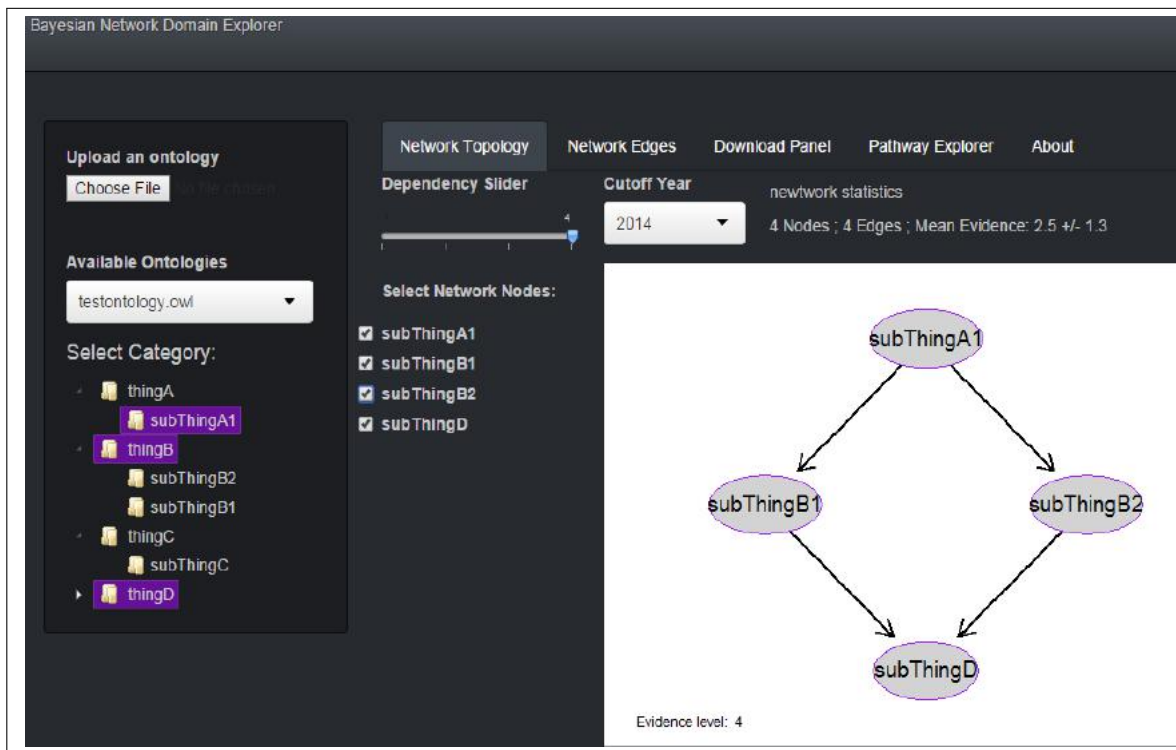 Bayesian Network Domain Explorer
Upload an ontology
Choose File No file chosen
Available Ontologies
testontology.owl
Select Category:
thingA
subThingA1
thingB
subThingB2
subThingB1
thingC
subThingC
thingD
Network Topology Network Edges Download Panel Pathway Explorer About
Dependency Slider
4
Cutoff Year
2014
newtwork statistics
4 Nodes ; 4 Edges ; Mean Evidence: 2.5 +/- 1.3
Select Network Nodes:
subThingA1
subThingB1
subThingB2
subThingD
subThingA1
subThingB1 subThingB2
subThingD
Evidence level: 4